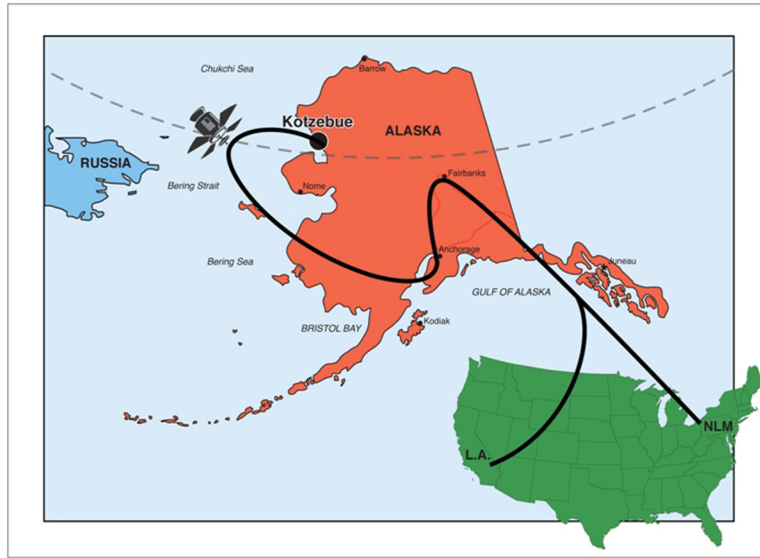 Chukchi Sea
Barrow
Kotzebue
ALASKA
RUSSIA
Fairbanks
Bering Strait
Nome
Anchorage
Bering Sea
Juneau
GULF OF ALASKA
BRISTOL BAY
Kodiak
NLM
L.A.